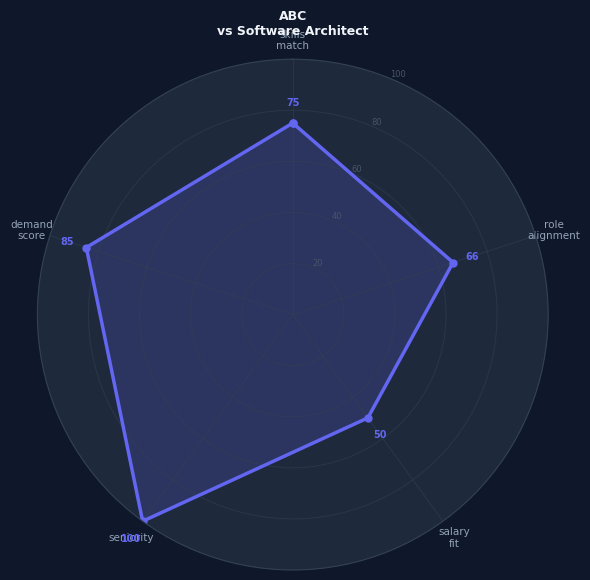 ABC
vs Software Architect
skills
match
100
80
75
60
40
20
role
alignment
66
demand
score
85
50
salary
fit
seniority
100